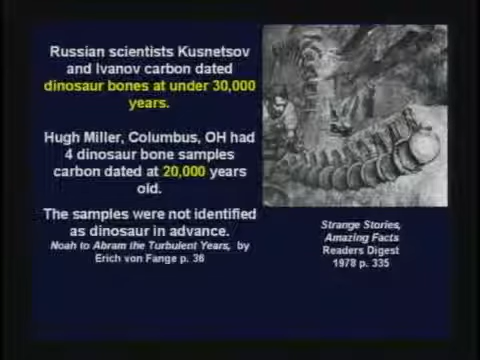 Russian scientists Kusnetsov
and Ivanov carbon dated
dinosaur bones at under 30,000
years.
Hugh Miller, Columbus, OH had
4 dinosaur bone samples
carbon dated at 20,000 years
old.
The samples were not identified
as dinosaur in advance.
Noah to Abram the Turbulent Years, by
Erich von Fange p. 36
Strange Stories,
Amazing Facts
Readers Digest
1978 p. 335